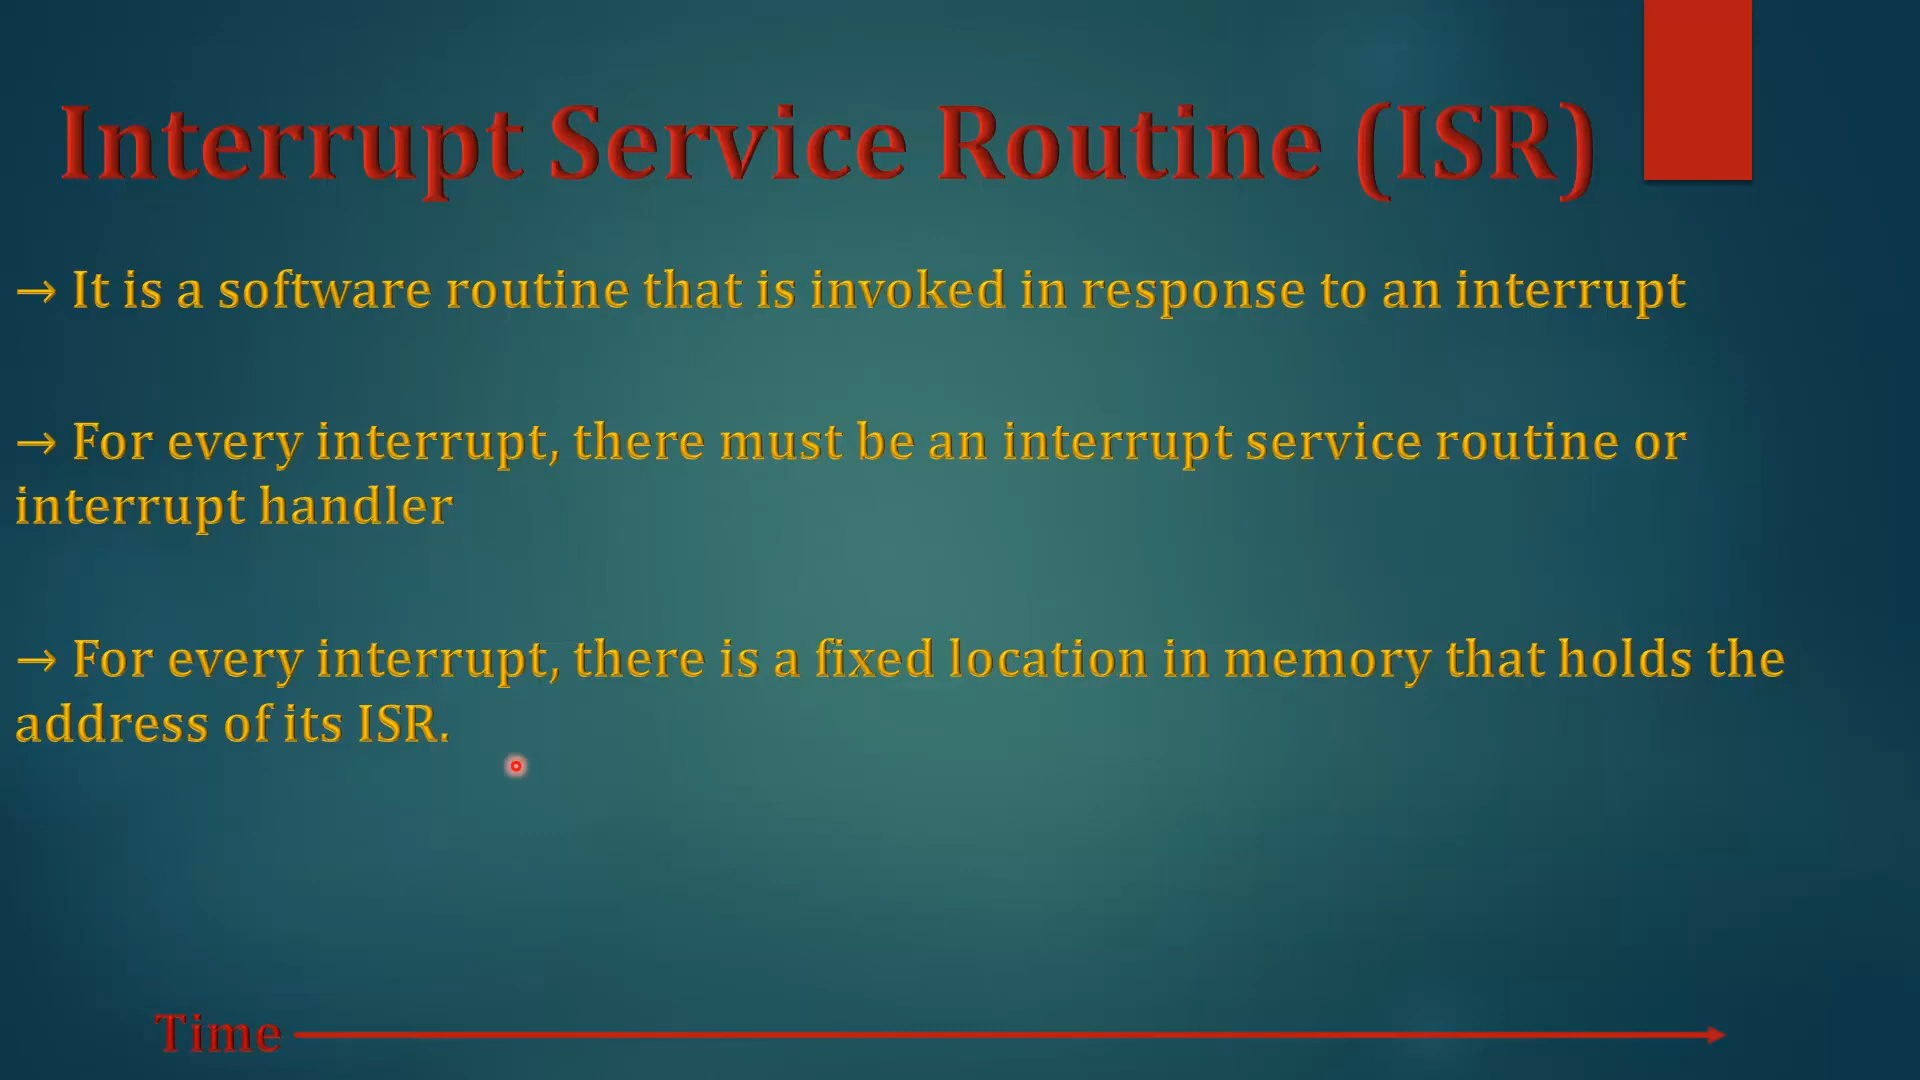 Interrupt Service Routine (ISR)
→ It is a software routine that is invoked in response to an interrupt
→ For every interrupt, there must be an interrupt service routine or
interrupt handler
→ For every interrupt, there is a fixed location in memory that holds the
address of its ISR.
Time